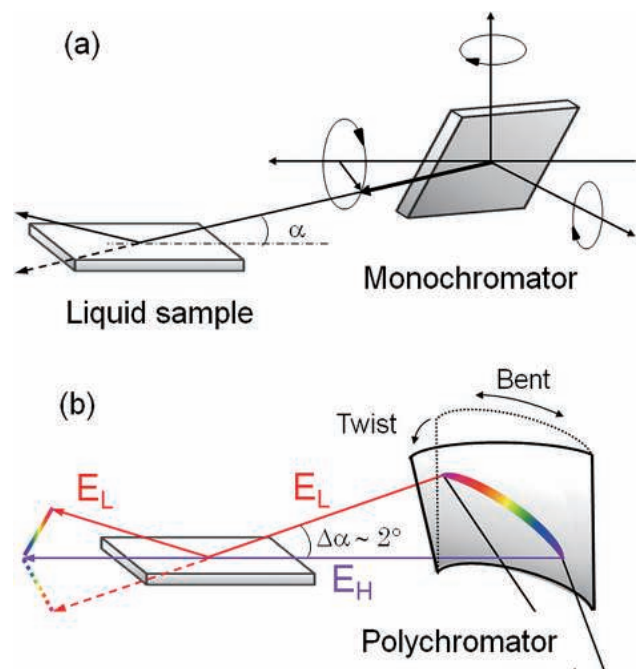 (a)
α
Monochromator
Liquid sample
(b)
Bent
Twist
E_L
E_L
Δα ~ 2°
E_H
Polychromator